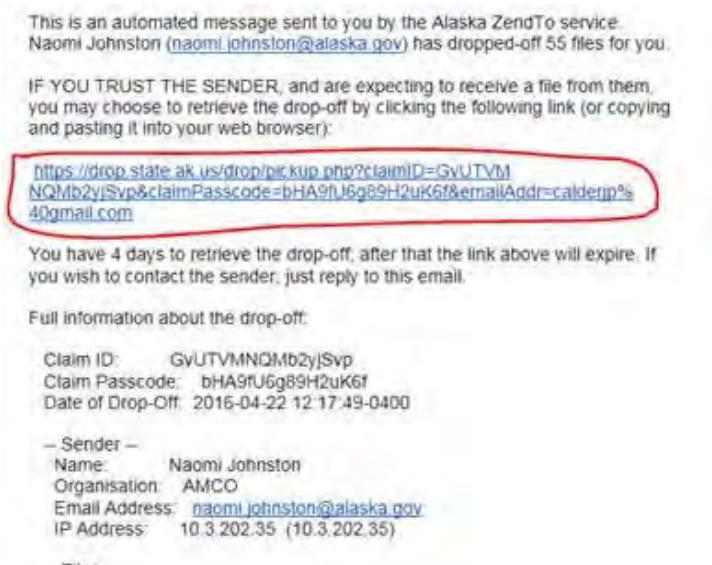 This is an automated message sent to you by the Alaska ZendTo service.
Naomi Johnston (naomi.johnston@alaska.gov) has dropped-off 55 files for you.
IF YOU TRUST THE SENDER, and are expecting to receive a file from them,
you may choose to retrieve the drop-off by clicking the following link (or copying
and pasting it into your web browser):
https://drop.state.ak.us/drop/pickup.php?claimID=GvUTVM
NQMb2yjSvp&claimPasscode=bHA9fU6g89H2uK6f&emailAddr=calderjp%
40gmail.com
You have 4 days to retrieve the drop-off, after that the link above will expire. If
you wish to contact the sender, just reply to this email.
Full information about the drop-off:
Claim ID: GvUTVMNQMb2yjSvp
Claim Passcode: bHA9fU6g89H2uK6f
Date of Drop-Off: 2016-04-22 12:17:49-0400
-- Sender --
Name: Naomi Johnston
Organisation: AMCO
Email Address: naomi.johnston@alaska.gov
IP Address: 10.3.202.35 (10.3.202.35)